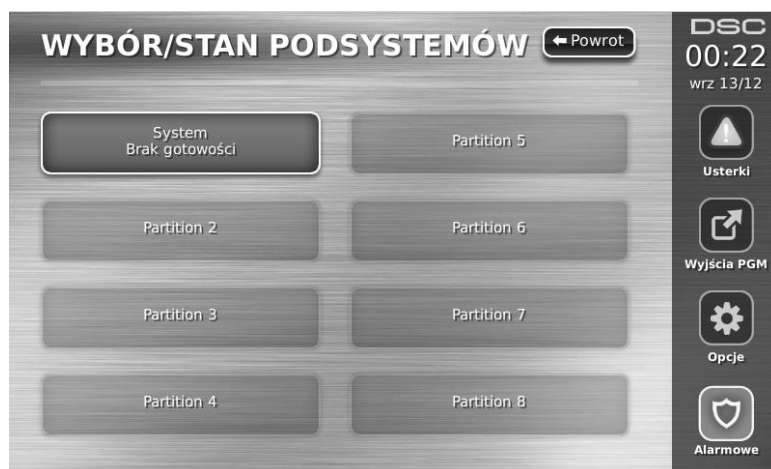 WYBÓR/STAN PODSYSTEMÓW
Powrot
System
Brak gotowości
Partition 5
Partition 2
Partition 6
Partition 3
Partition 7
Partition 4
Partition 8
DSC
00:22
wrz 13/12
Usterki
Wyjścia PGM
Opcje
Alarmowe